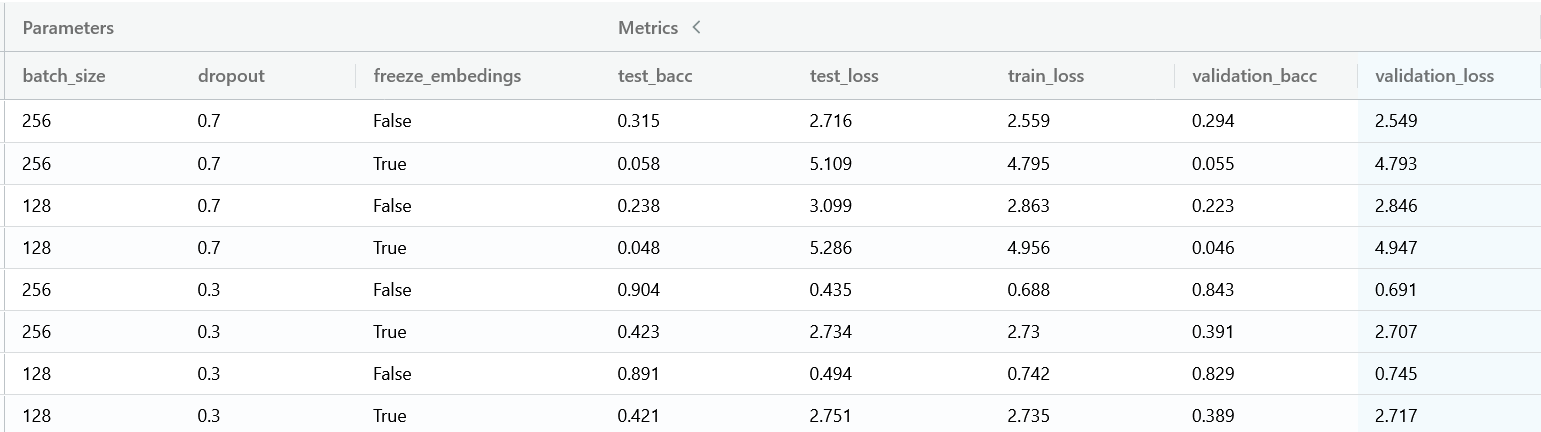 Parameters Metrics <
batch_size dropout freeze_embedings test_bacc test_loss train_loss validation_bacc validation_loss
256 0.7 False 0.315 2.716 2.559 0.294 2.549
256 0.7 True 0.058 5.109 4.795 0.055 4.793
128 0.7 False 0.238 3.099 2.863 0.223 2.846
128 0.7 True 0.048 5.286 4.956 0.046 4.947
256 0.3 False 0.904 0.435 0.688 0.843 0.691
256 0.3 True 0.423 2.734 2.73 0.391 2.707
128 0.3 False 0.891 0.494 0.742 0.829 0.745
128 0.3 True 0.421 2.751 2.735 0.389 2.717